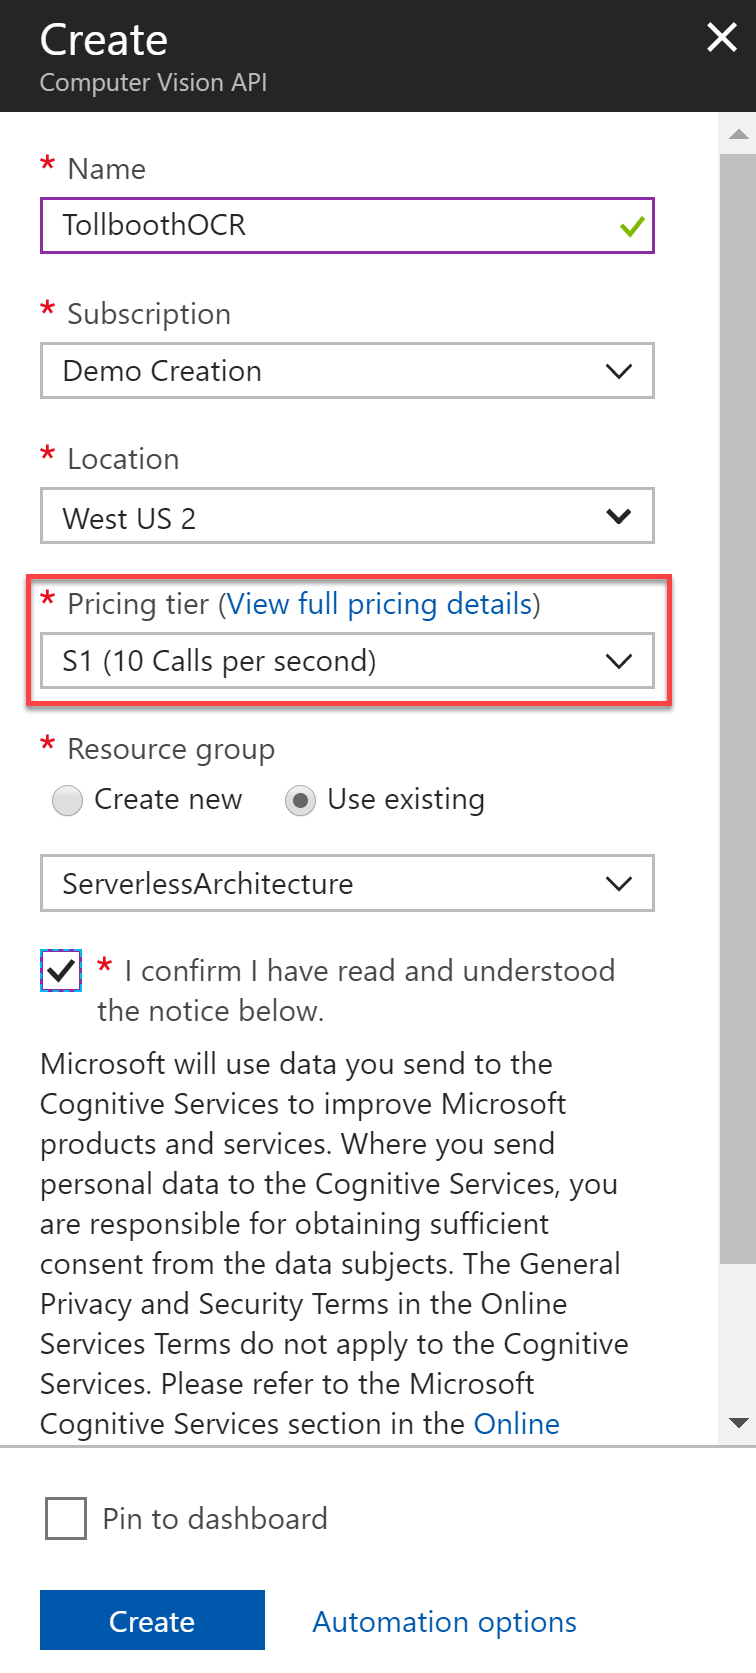 Create
Computer Vision API
* Name
TollboothOCR
* Subscription
Demo Creation
* Location
West US 2
* Pricing tier (View full pricing details)
S1 (10 Calls per second)
* Resource group
Create new Use existing
ServerlessArchitecture
* I confirm I have read and understood
the notice below.
Microsoft will use data you send to the
Cognitive Services to improve Microsoft
products and services. Where you send
personal data to the Cognitive Services, you
are responsible for obtaining sufficient
consent from the data subjects. The General
Privacy and Security Terms in the Online
Services Terms do not apply to the Cognitive
Services. Please refer to the Microsoft
Cognitive Services section in the Online
Pin to dashboard
Create Automation options